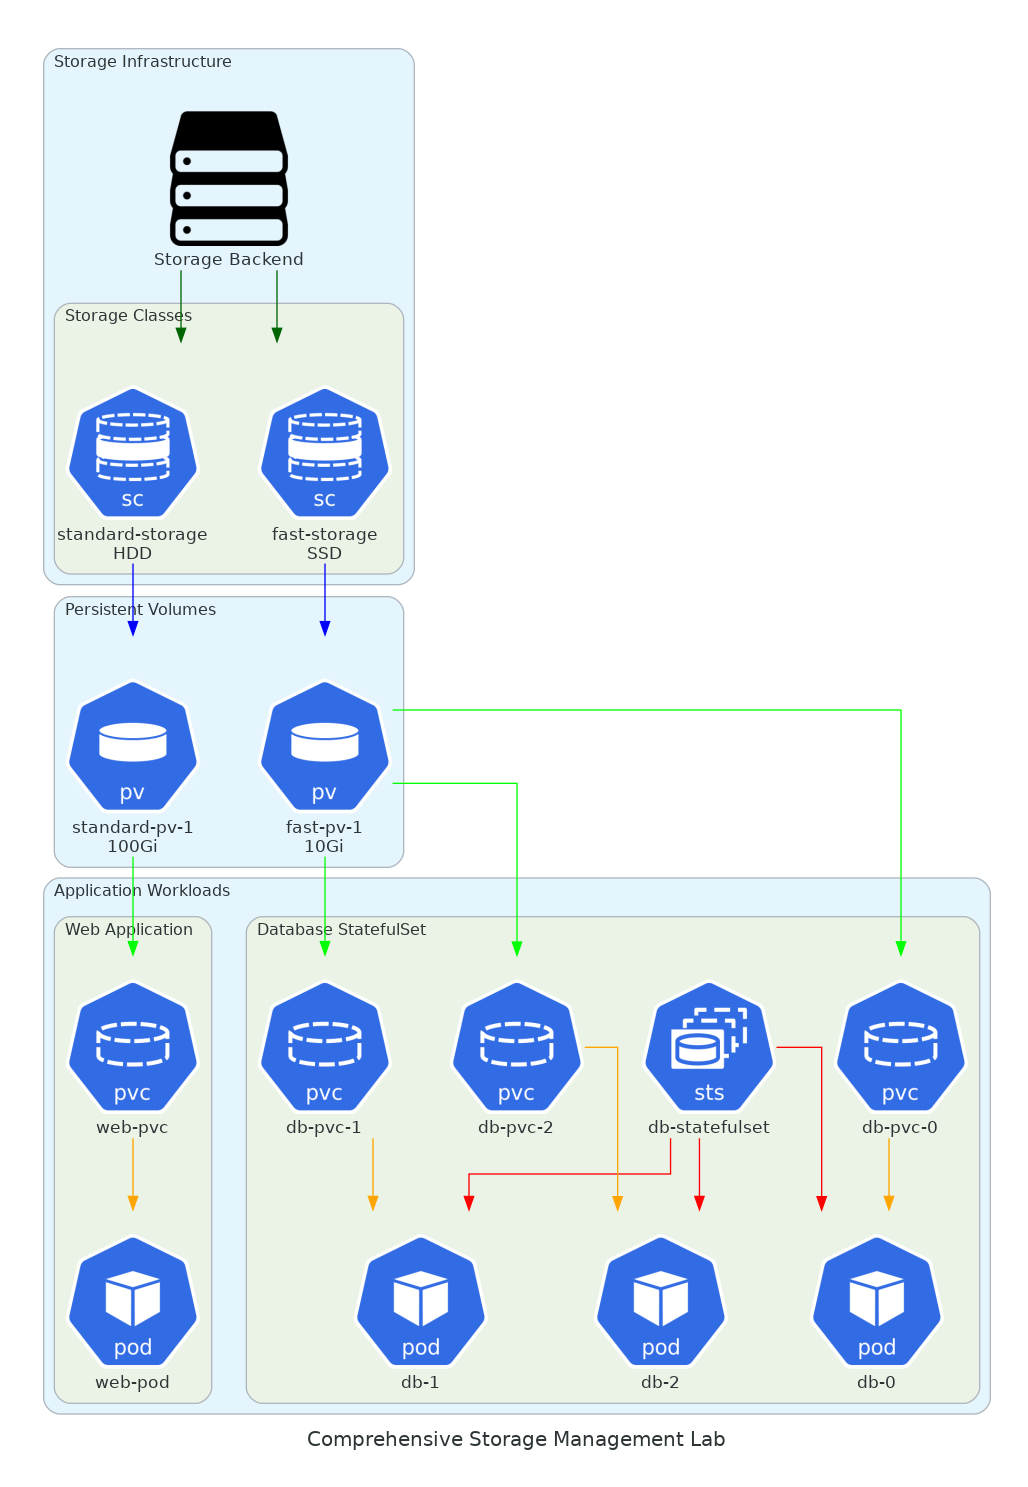 Storage Infrastructure
Storage Backend
Storage Classes
sc
sc
standard-storage
HDD
fast-storage
SSD
Persistent Volumes
pv
pv
standard-pv-1
100Gi
fast-pv-1
10Gi
Application Workloads
Web Application
Database StatefulSet
pvc
pvc
pvc
sts
pvc
web-pvc
db-pvc-1
db-pvc-2
db-statefulset
db-pvc-0
pod
pod
pod
pod
web-pod
db-1
db-2
db-0
Comprehensive Storage Management Lab